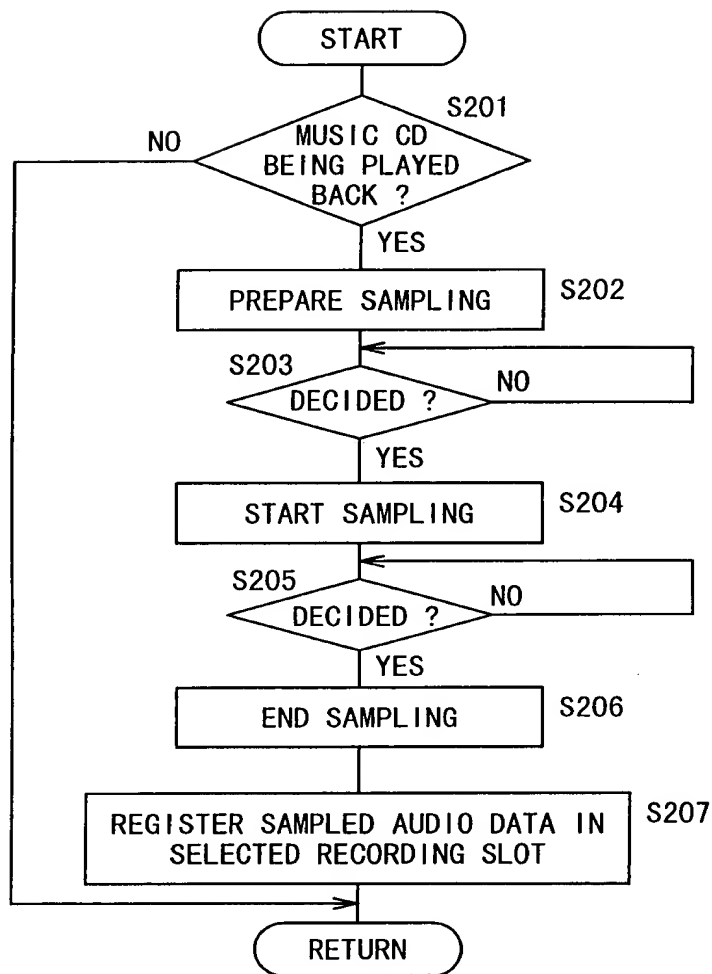 START
S201
NO
MUSIC CD
BEING PLAYED
BACK ?
YES
PREPARE SAMPLING
S202
S203
DECIDED ?
NO
YES
START SAMPLING
S204
S205
DECIDED ?
NO
YES
END SAMPLING
S206
REGISTER SAMPLED AUDIO DATA IN
SELECTED RECORDING SLOT
S207
RETURN